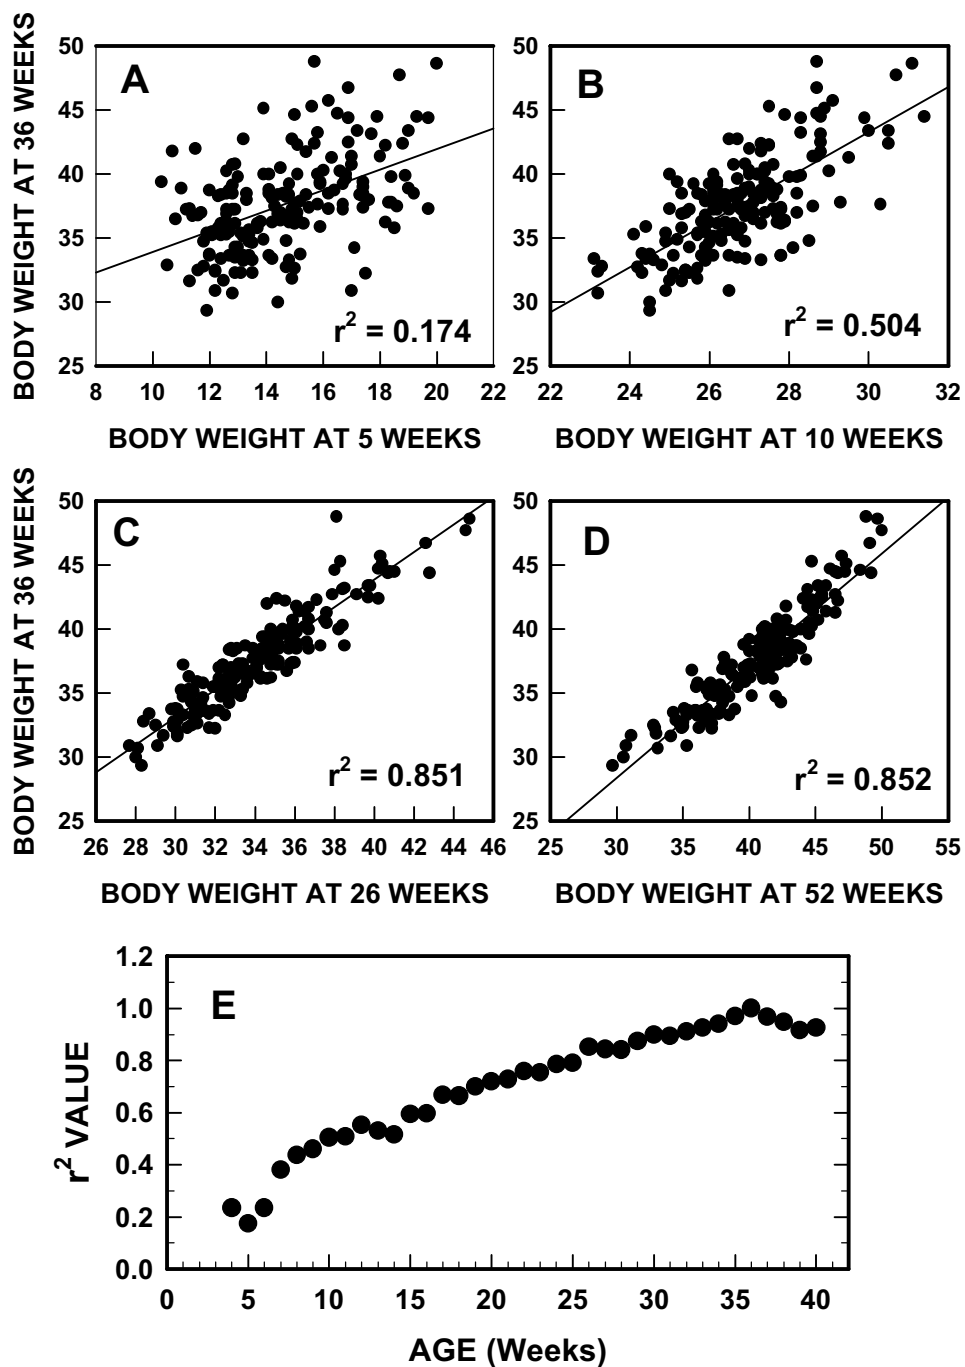 BODY WEIGHT AT 36 WEEKS
50
45
40
35
30
25
A
r² = 0.174
8 10 12 14 16 18 20 22
BODY WEIGHT AT 5 WEEKS
50
45
40
35
30
25
B
r² = 0.504
22 24 26 28 30 32
BODY WEIGHT AT 10 WEEKS
BODY WEIGHT AT 36 WEEKS
50
45
40
35
30
25
C
r² = 0.851
26 28 30 32 34 36 38 40 42 44 46
BODY WEIGHT AT 26 WEEKS
50
45
40
35
30
25
D
r² = 0.852
25 30 35 40 45 50 55
BODY WEIGHT AT 52 WEEKS
r² VALUE
1.2
1.0
0.8
0.6
0.4
0.2
0.0
E
0 5 10 15 20 25 30 35 40
AGE (Weeks)